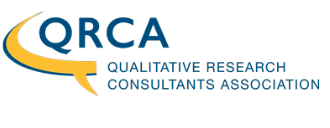 QRCA
QUALITATIVE RESEARCH
CONSULTANTS ASSOCIATION